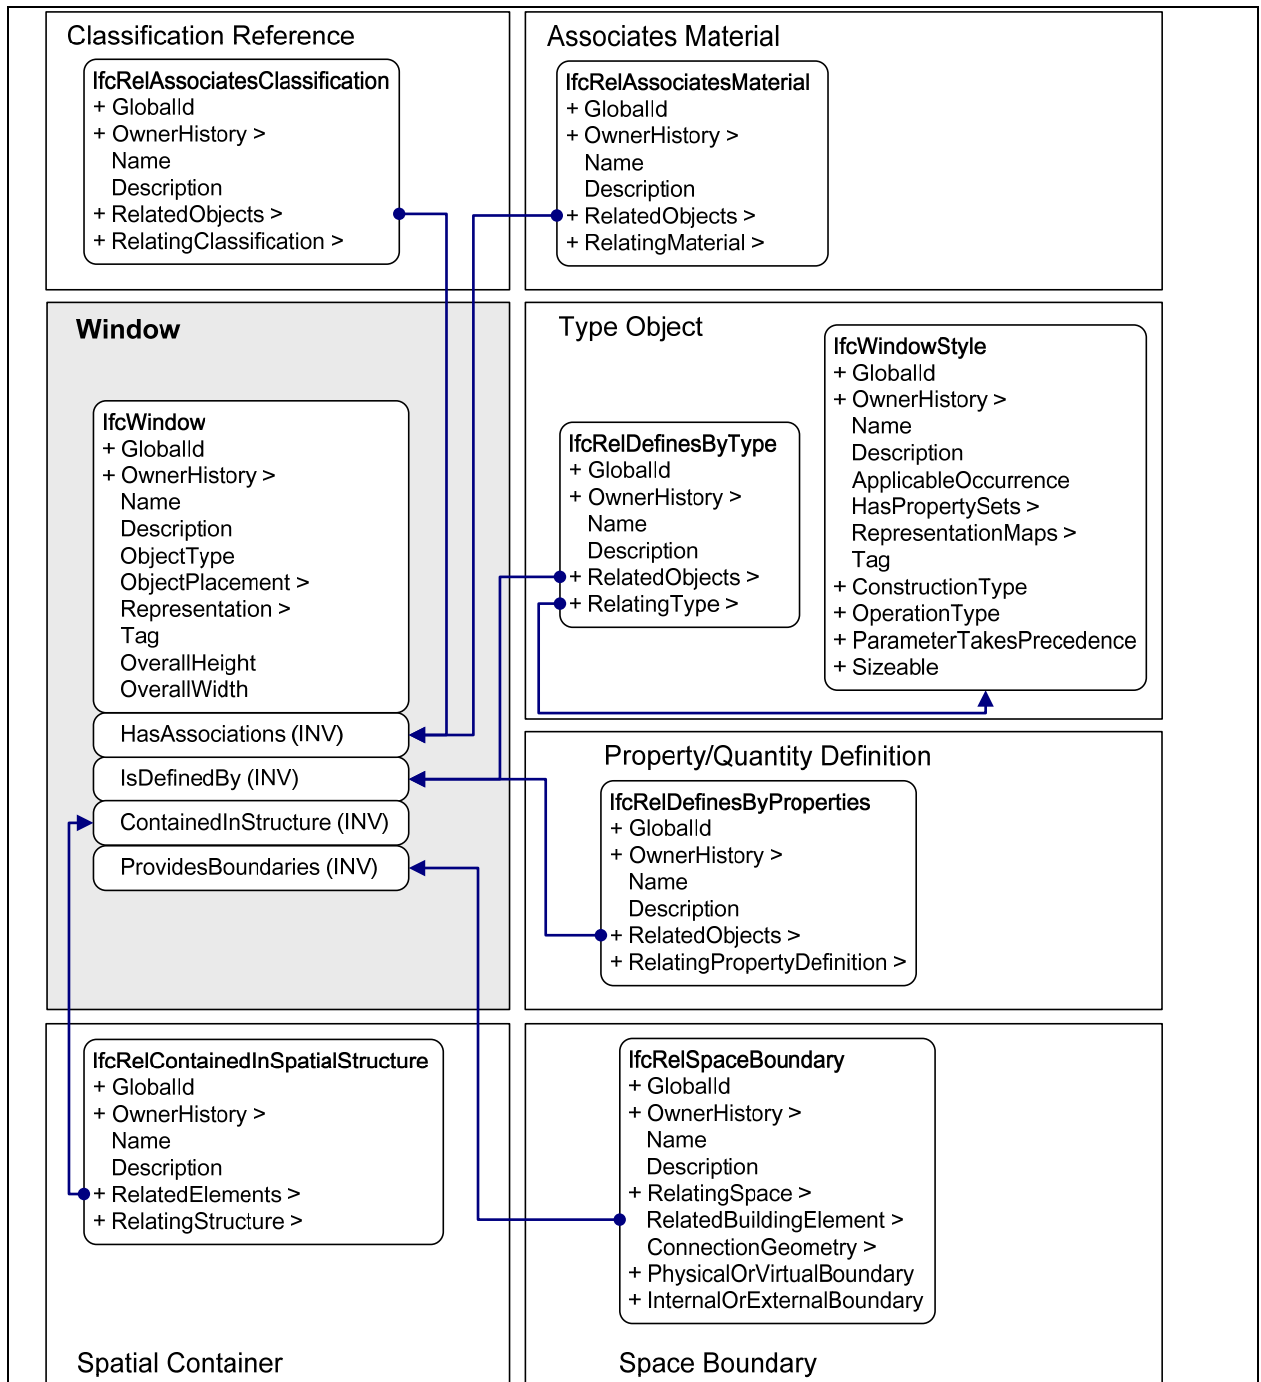 Classification Reference
IfcRelAssociatesClassification
+ GlobalId
+ OwnerHistory >
Name
Description
+ RelatedObjects >
+ RelatingClassification >
Associates Material
IfcRelAssociatesMaterial
+ GlobalId
+ OwnerHistory >
Name
Description
+ RelatedObjects >
+ RelatingMaterial >
Window
IfcWindow
+ GlobalId
+ OwnerHistory >
Name
Description
ObjectType
ObjectPlacement >
Representation >
Tag
OverallHeight
OverallWidth
HasAssociations (INV)
IsDefinedBy (INV)
ContainedInStructure (INV)
ProvidesBoundaries (INV)
Type Object
IfcRelDefinesByType
+ GlobalId
+ OwnerHistory >
Name
Description
+ RelatedObjects >
+ RelatingType >
IfcWindowStyle
+ GlobalId
+ OwnerHistory >
Name
Description
ApplicableOccurrence
HasPropertySets >
RepresentationMaps >
Tag
+ ConstructionType
+ OperationType
+ ParameterTakesPrecedence
+ Sizeable
Property/Quantity Definition
IfcRelDefinesByProperties
+ GlobalId
+ OwnerHistory >
Name
Description
+ RelatedObjects >
+ RelatingPropertyDefinition >
IfcRelContainedInSpatialStructure
+ GlobalId
+ OwnerHistory >
Name
Description
+ RelatedElements >
+ RelatingStructure >
Spatial Container
IfcRelSpaceBoundary
+ GlobalId
+ OwnerHistory >
Name
Description
+ RelatingSpace >
RelatedBuildingElement >
ConnectionGeometry >
+ PhysicalOrVirtualBoundary
+ InternalOrExternalBoundary
Space Boundary